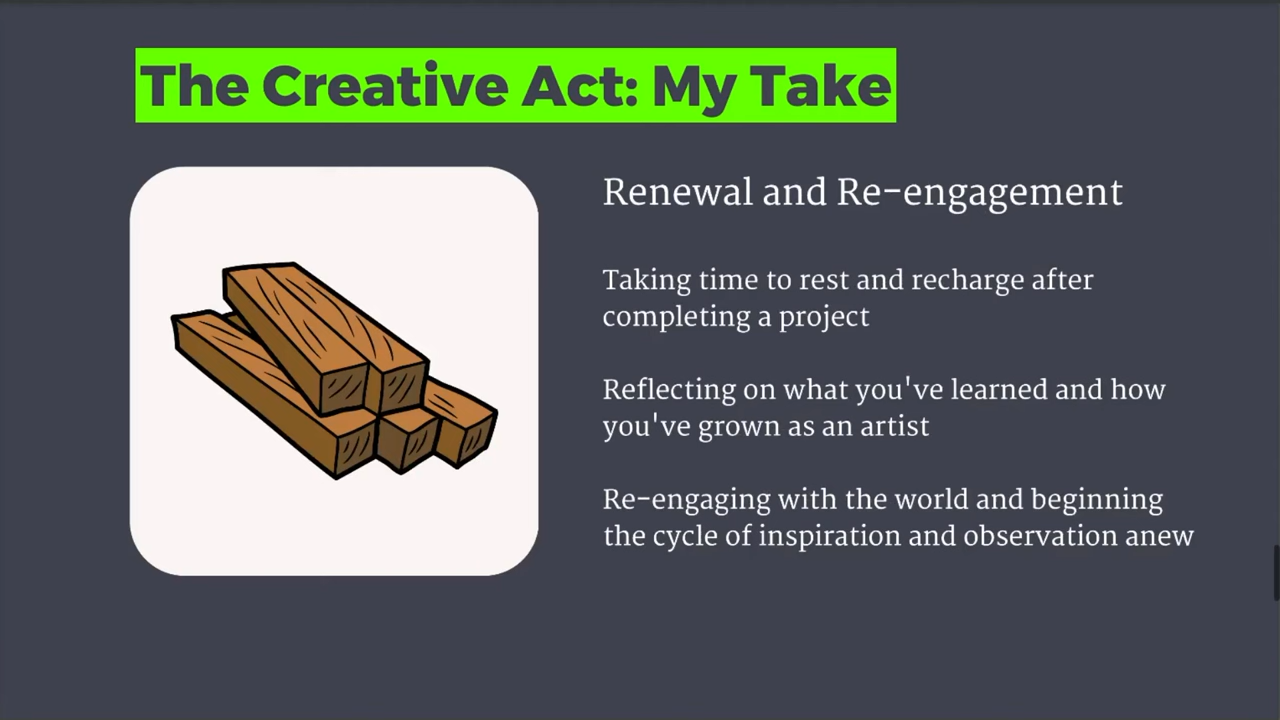 The Creative Act: My Take
Renewal and Re-engagement
Taking time to rest and recharge after
completing a project
Reflecting on what you've learned and how
you've grown as an artist
Re-engaging with the world and beginning
the cycle of inspiration and observation anew